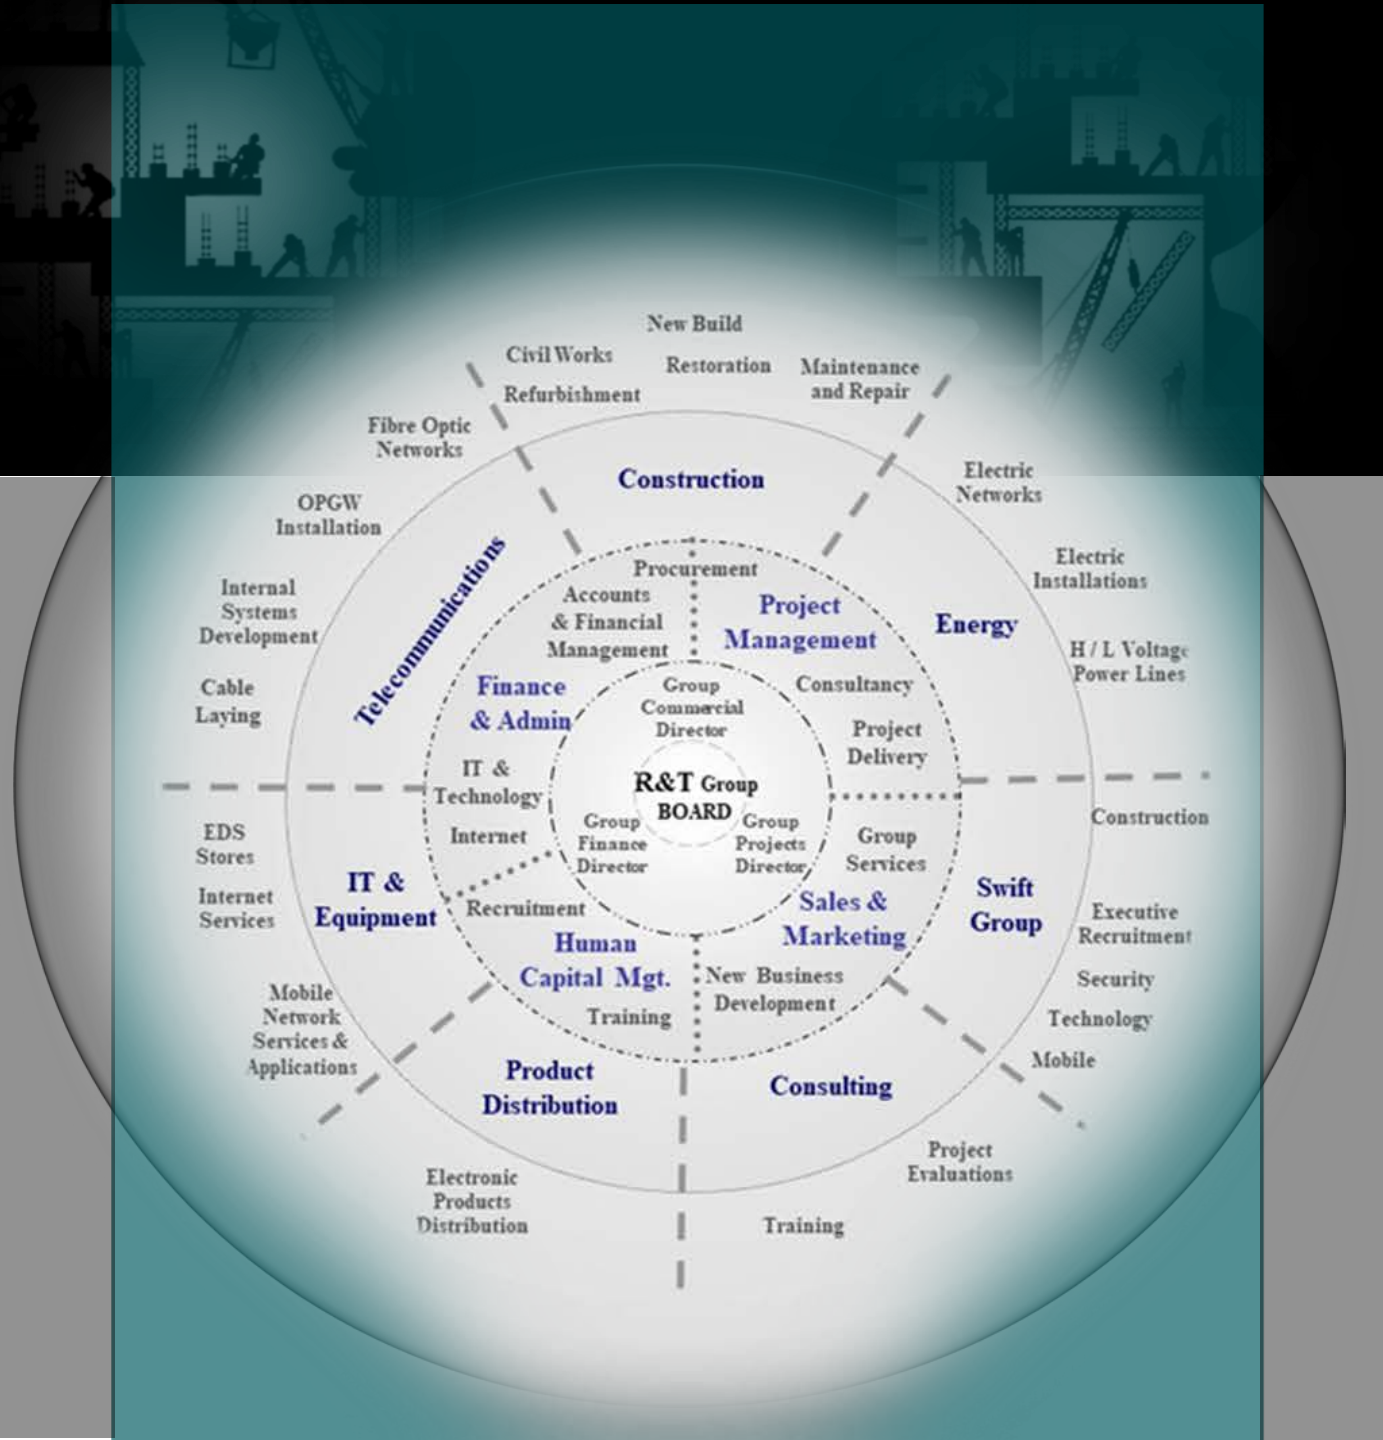 New Build
Civil Works
Restoration
Maintenance
and Repair
Refurbishment
Fibre Optic
Networks
Construction
Electric
Networks
OPGW
Installation
Telecommunications
Electric
Installations
Internal
Systems
Development
Energy
H / L Voltage
Power Lines
Cable
Laying
Procurement
Accounts
& Financial
Management
Project
Management
Finance
& Admin
Consultancy
Project
Delivery
Group
Commercial
Director
IT &
Technology
Internet
R&T Group
BOARD
Group
Finance
Director
Group
Projects
Director
Group
Services
Construction
EDS
Stores
Internet
Services
IT &
Equipment
Swift
Group
Executive
Recruitment
Security
Technology
Mobile
Recruitment
Human
Capital Mgt.
Training
Sales &
Marketing
New Business
Development
Mobile
Network
Services &
Applications
Product
Distribution
Consulting
Project
Evaluations
Electronic
Products
Distribution
Training